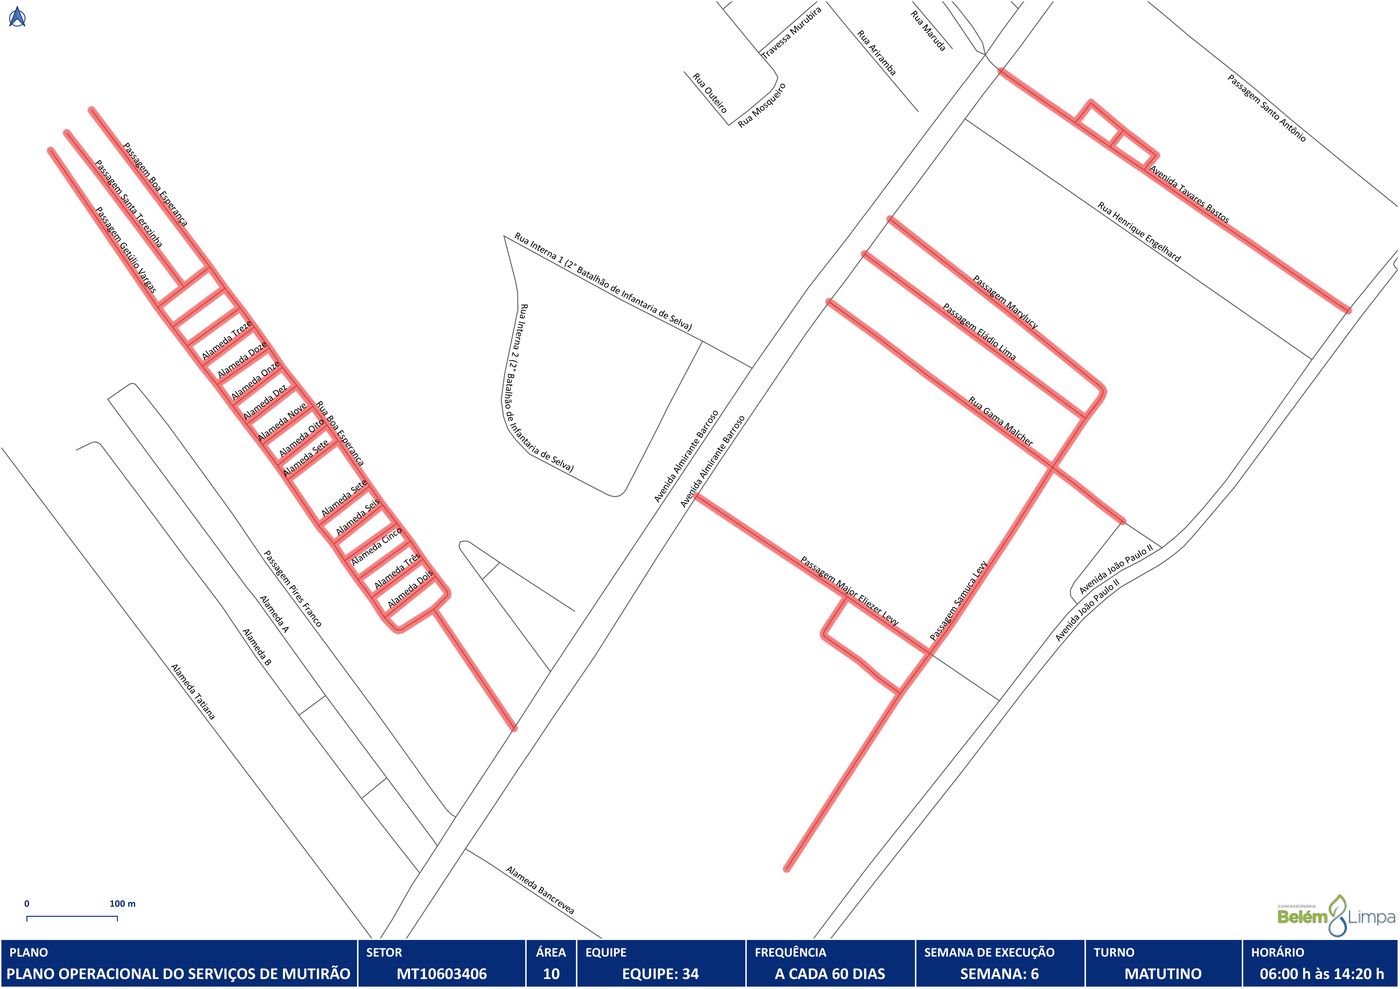 Travessa Murubira
Rua Maruda
Rua Ariramba
Rua Outeiro
Rua Mosqueiro
Passagem Santo Antônio
Passagem Boa Esperança
Passagem Santa Terezinha
Passagem Getúlio Vargas
Avenida Tavares Bastos
Rua Henrique Engelhard
Rua Interna 1 (2° Batalhão de Infantaria de Selva)
Rua Interna 2 (2° Batalhão de Infantaria de Selva)
Passagem Marylucy
Passagem Eládio Lima
Rua Gama Malcher
Alameda Treze
Alameda Doze
Alameda Onze
Alameda Dez
Alameda Nove
Alameda Oito
Alameda Sete
Rua Boa Esperança
Alameda Sete
Alameda Seis
Alameda Cinco
Alameda Três
Alameda Dois
Avenida Almirante Barroso
Avenida Almirante Barroso
Passagem Major Eliezer Levy
Passagem Samuca Levy
Avenida João Paulo II
Avenida João Paulo II
Passagem Pires Franco
Alameda A
Alameda B
Alameda Tatiana
Alameda Bancrevea
0 100 m
CONCESSIONÁRIA
Belém Limpa
PLANO
PLANO OPERACIONAL DO SERVIÇOS DE MUTIRÃO
SETOR
MT10603406
ÁREA
10
EQUIPE
EQUIPE: 34
FREQUÊNCIA
A CADA 60 DIAS
SEMANA DE EXECUÇÃO
SEMANA: 6
TURNO
MATUTINO
HORÁRIO
06:00 h às 14:20 h